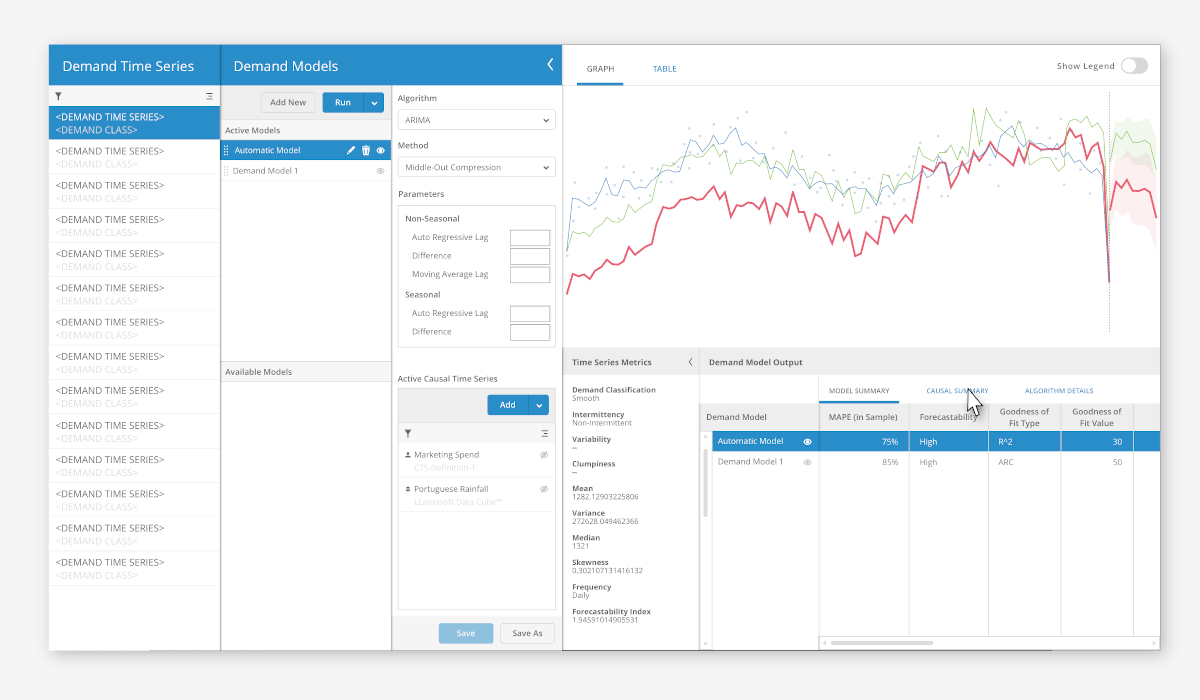 Demand Time Series
<DEMAND TIME SERIES>
<DEMAND CLASS>
<DEMAND TIME SERIES>
<DEMAND CLASS>
<DEMAND TIME SERIES>
<DEMAND CLASS>
<DEMAND TIME SERIES>
<DEMAND CLASS>
<DEMAND TIME SERIES>
<DEMAND CLASS>
<DEMAND TIME SERIES>
<DEMAND CLASS>
<DEMAND TIME SERIES>
<DEMAND CLASS>
<DEMAND TIME SERIES>
<DEMAND CLASS>
<DEMAND TIME SERIES>
<DEMAND CLASS>
<DEMAND TIME SERIES>
<DEMAND CLASS>
<DEMAND TIME SERIES>
<DEMAND CLASS>
<DEMAND TIME SERIES>
<DEMAND CLASS>
<DEMAND TIME SERIES>
<DEMAND CLASS>
<DEMAND TIME SERIES>
<DEMAND CLASS>
Demand Models
Add New
Run
Active Models
Automatic Model
Demand Model 1
Available Models
Algorithm
ARIMA
Method
Middle-Out Compression
Parameters
Non-Seasonal
Auto Regressive Lag
Difference
Moving Average Lag
Seasonal
Auto Regressive Lag
Difference
Active Causal Time Series
Add
Marketing Spend
CTS-Definition-1
Portuguese Rainfall
LLamasoft Data Cube™
Save
Save As
GRAPH
TABLE
Show Legend
Time Series Metrics
Demand Classification
Smooth
Intermittency
Non-Intermittent
Variability
--
Clumpiness
--
Mean
1282.12903225806
Variance
272628.049462366
Median
1321
Skewness
0.302107131416132
Frequency
Daily
Forecastability Index
1.94591014905531
Demand Model Output
MODEL SUMMARY
CAUSAL SUMMARY
ALGORITHM DETAILS
Demand Model
MAPE (in Sample)
Forecastability
Goodness of
Fit Type
Goodness of
Fit Value
Automatic Model
75%
High
R^2
30
Demand Model 1
85%
High
ARC
50